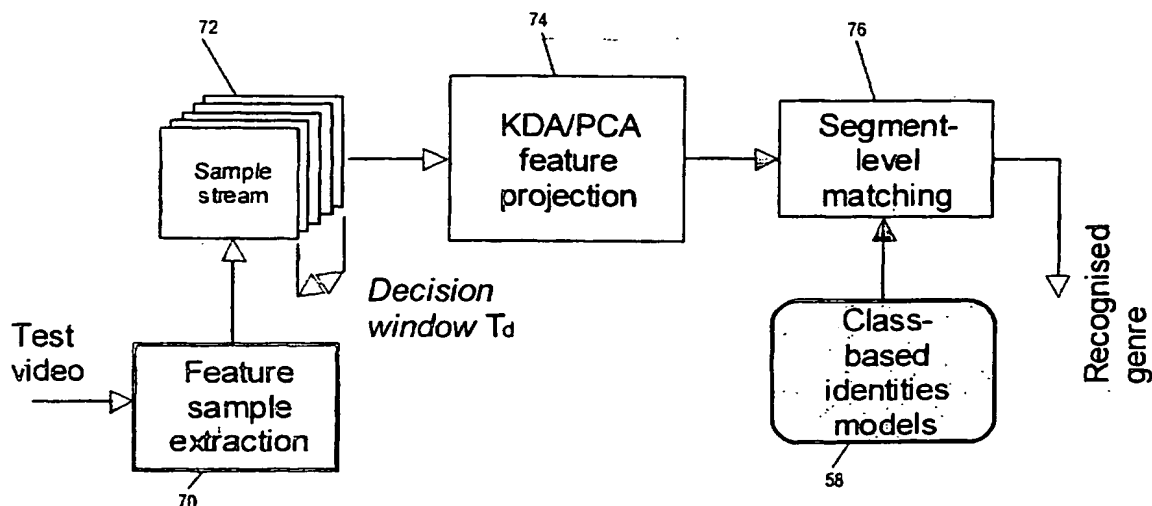 72
74
76
Sample
stream
KDA/PCA
feature
projection
Segment-
level
matching
Decision
window Td
Test
video
Feature
sample
extraction
70
Class-
based
identities
models
58
Recognised
genre